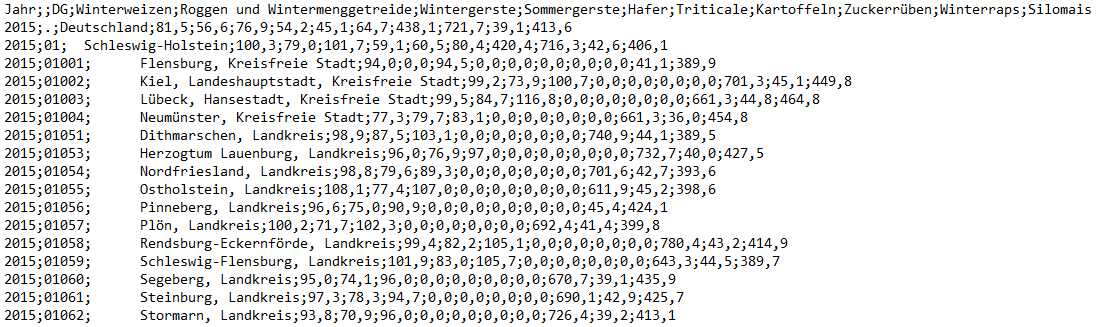 Jahr;;DG;Winterweizen;Roggen und Wintermenggetreide;Wintergerste;Sommergerste;Hafer;Triticale;Kartoffeln;Zuckerrüben;Winterraps;Silomais
2015;.;Deutschland;81,5;56,6;76,9;54,2;45,1;64,7;438,1;721,7;39,1;413,6
2015;01;  Schleswig-Holstein;100,3;79,0;101,7;59,1;60,5;80,4;420,4;716,3;42,6;406,1
2015;01001;      Flensburg, Kreisfreie Stadt;94,0;0,0;94,5;0,0;0,0;0,0;0,0;0,0;41,1;389,9
2015;01002;      Kiel, Landeshauptstadt, Kreisfreie Stadt;99,2;73,9;100,7;0,0;0,0;0,0;0,0;701,3;45,1;449,8
2015;01003;      Lübeck, Hansestadt, Kreisfreie Stadt;99,5;84,7;116,8;0,0;0,0;0,0;0,0;661,3;44,8;464,8
2015;01004;      Neumünster, Kreisfreie Stadt;77,3;79,7;83,1;0,0;0,0;0,0;0,0;661,3;36,0;454,8
2015;01051;      Dithmarschen, Landkreis;98,9;87,5;103,1;0,0;0,0;0,0;0,0;740,9;44,1;389,5
2015;01053;      Herzogtum Lauenburg, Landkreis;96,0;76,9;97,0;0,0;0,0;0,0;0,0;732,7;40,0;427,5
2015;01054;      Nordfriesland, Landkreis;98,8;79,6;89,3;0,0;0,0;0,0;0,0;701,6;42,7;393,6
2015;01055;      Ostholstein, Landkreis;108,1;77,4;107,0;0,0;0,0;0,0;0,0;611,9;45,2;398,6
2015;01056;      Pinneberg, Landkreis;96,6;75,0;90,9;0,0;0,0;0,0;0,0;0,0;45,4;424,1
2015;01057;      Plön, Landkreis;100,2;71,7;102,3;0,0;0,0;0,0;0,0;692,4;41,4;399,8
2015;01058;      Rendsburg-Eckernförde, Landkreis;99,4;82,2;105,1;0,0;0,0;0,0;0,0;780,4;43,2;414,9
2015;01059;      Schleswig-Flensburg, Landkreis;101,9;83,0;105,7;0,0;0,0;0,0;0,0;643,3;44,5;389,7
2015;01060;      Segeberg, Landkreis;95,0;74,1;96,0;0,0;0,0;0,0;0,0;670,7;39,1;435,9
2015;01061;      Steinburg, Landkreis;97,3;78,3;94,7;0,0;0,0;0,0;0,0;690,1;42,9;425,7
2015;01062;      Stormarn, Landkreis;93,8;70,9;96,0;0,0;0,0;0,0;0,0;726,4;39,2;413,1